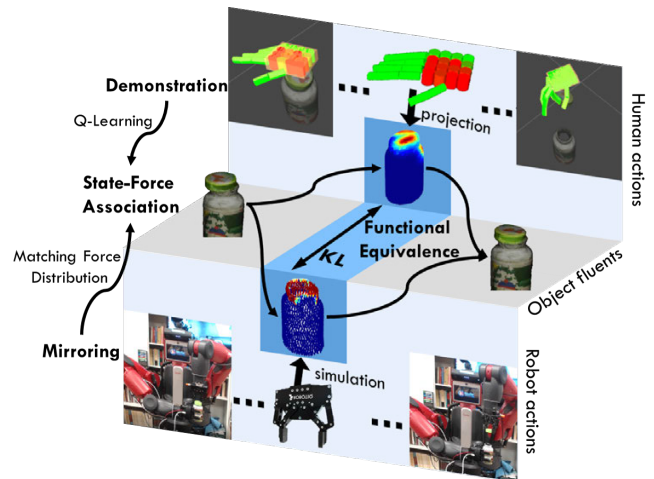 Demonstration
Q-Learning
State-Force
Association
Matching Force
Distribution
Mirroring
projection
Functional
Equivalence
KL
simulation
Human actions
Object fluents
Robot actions